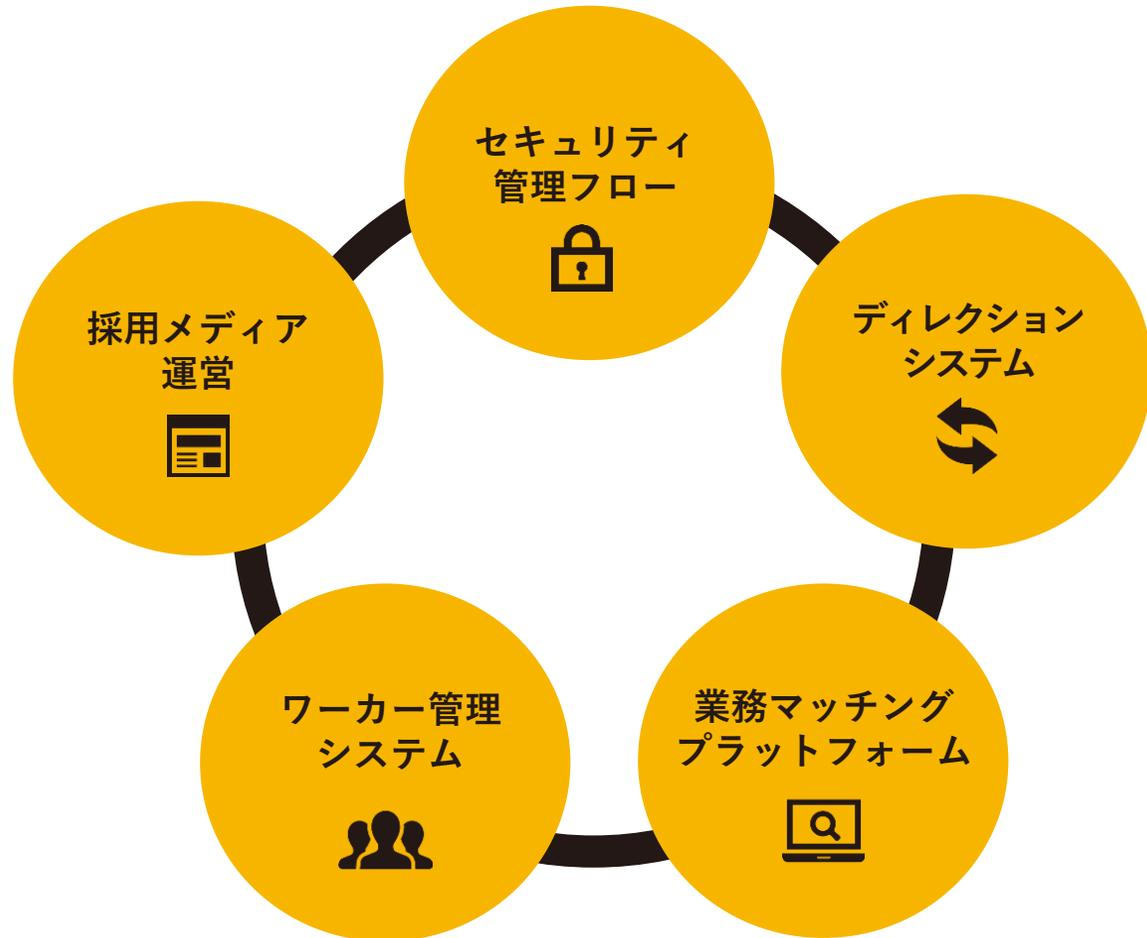 セキュリティ
管理フロー
ディレクション
システム
業務マッチング
プラットフォーム
ワーカー管理
システム
採用メディア
運営